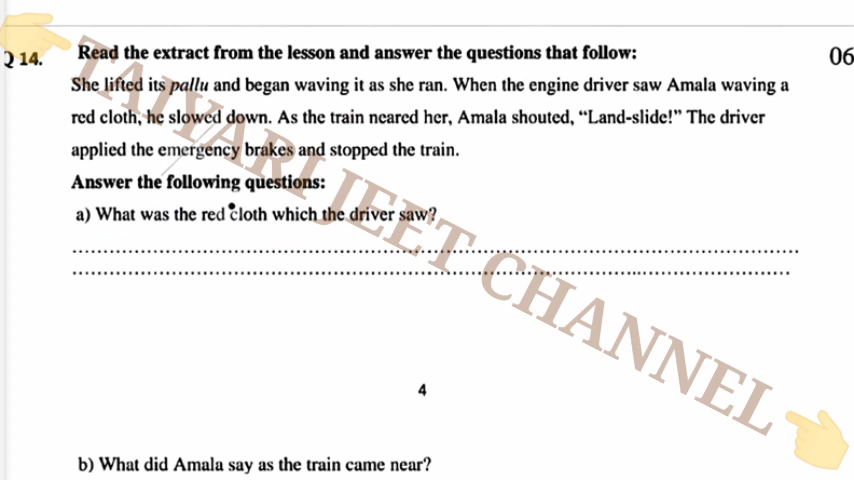 Q 14. Read the extract from the lesson and answer the questions that follow: 06
She lifted its pallu and began waving it as she ran. When the engine driver saw Amala waving a
red cloth, he slowed down. As the train neared her, Amala shouted, “Land-slide!” The driver
applied the emergency brakes and stopped the train.
Answer the following questions:
a) What was the red cloth which the driver saw?
................................................................................
................................................................................
TAIYARI JEET CHANNEL
4
b) What did Amala say as the train came near?